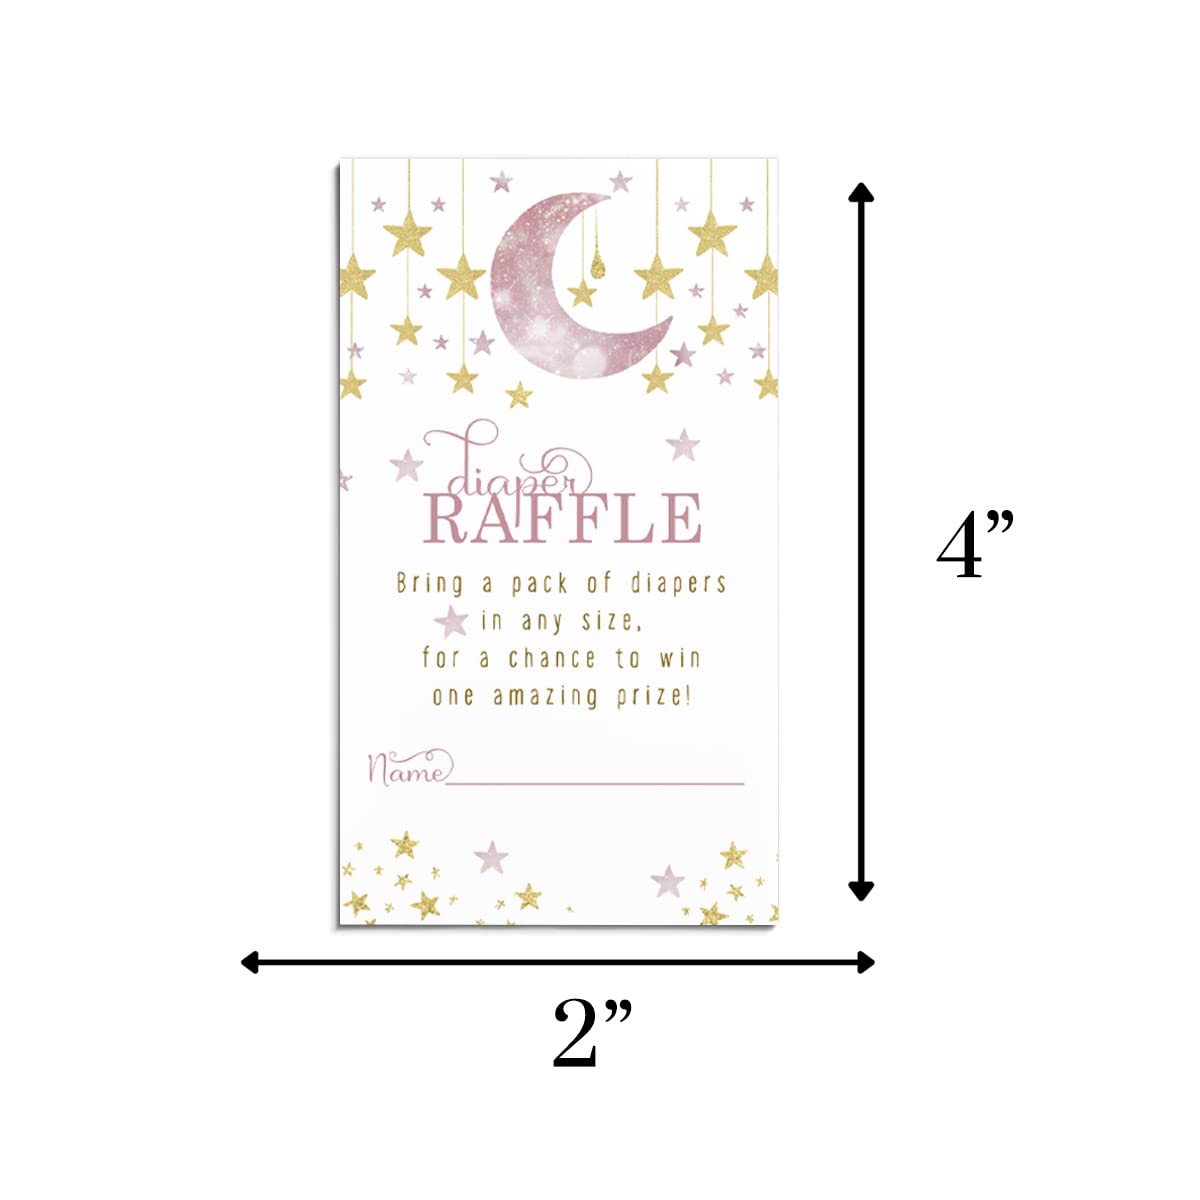 diaper
RAFFLE
Bring a pack of diapers
in any size,
for a chance to win
one amazing prize!
Name
4”
2”